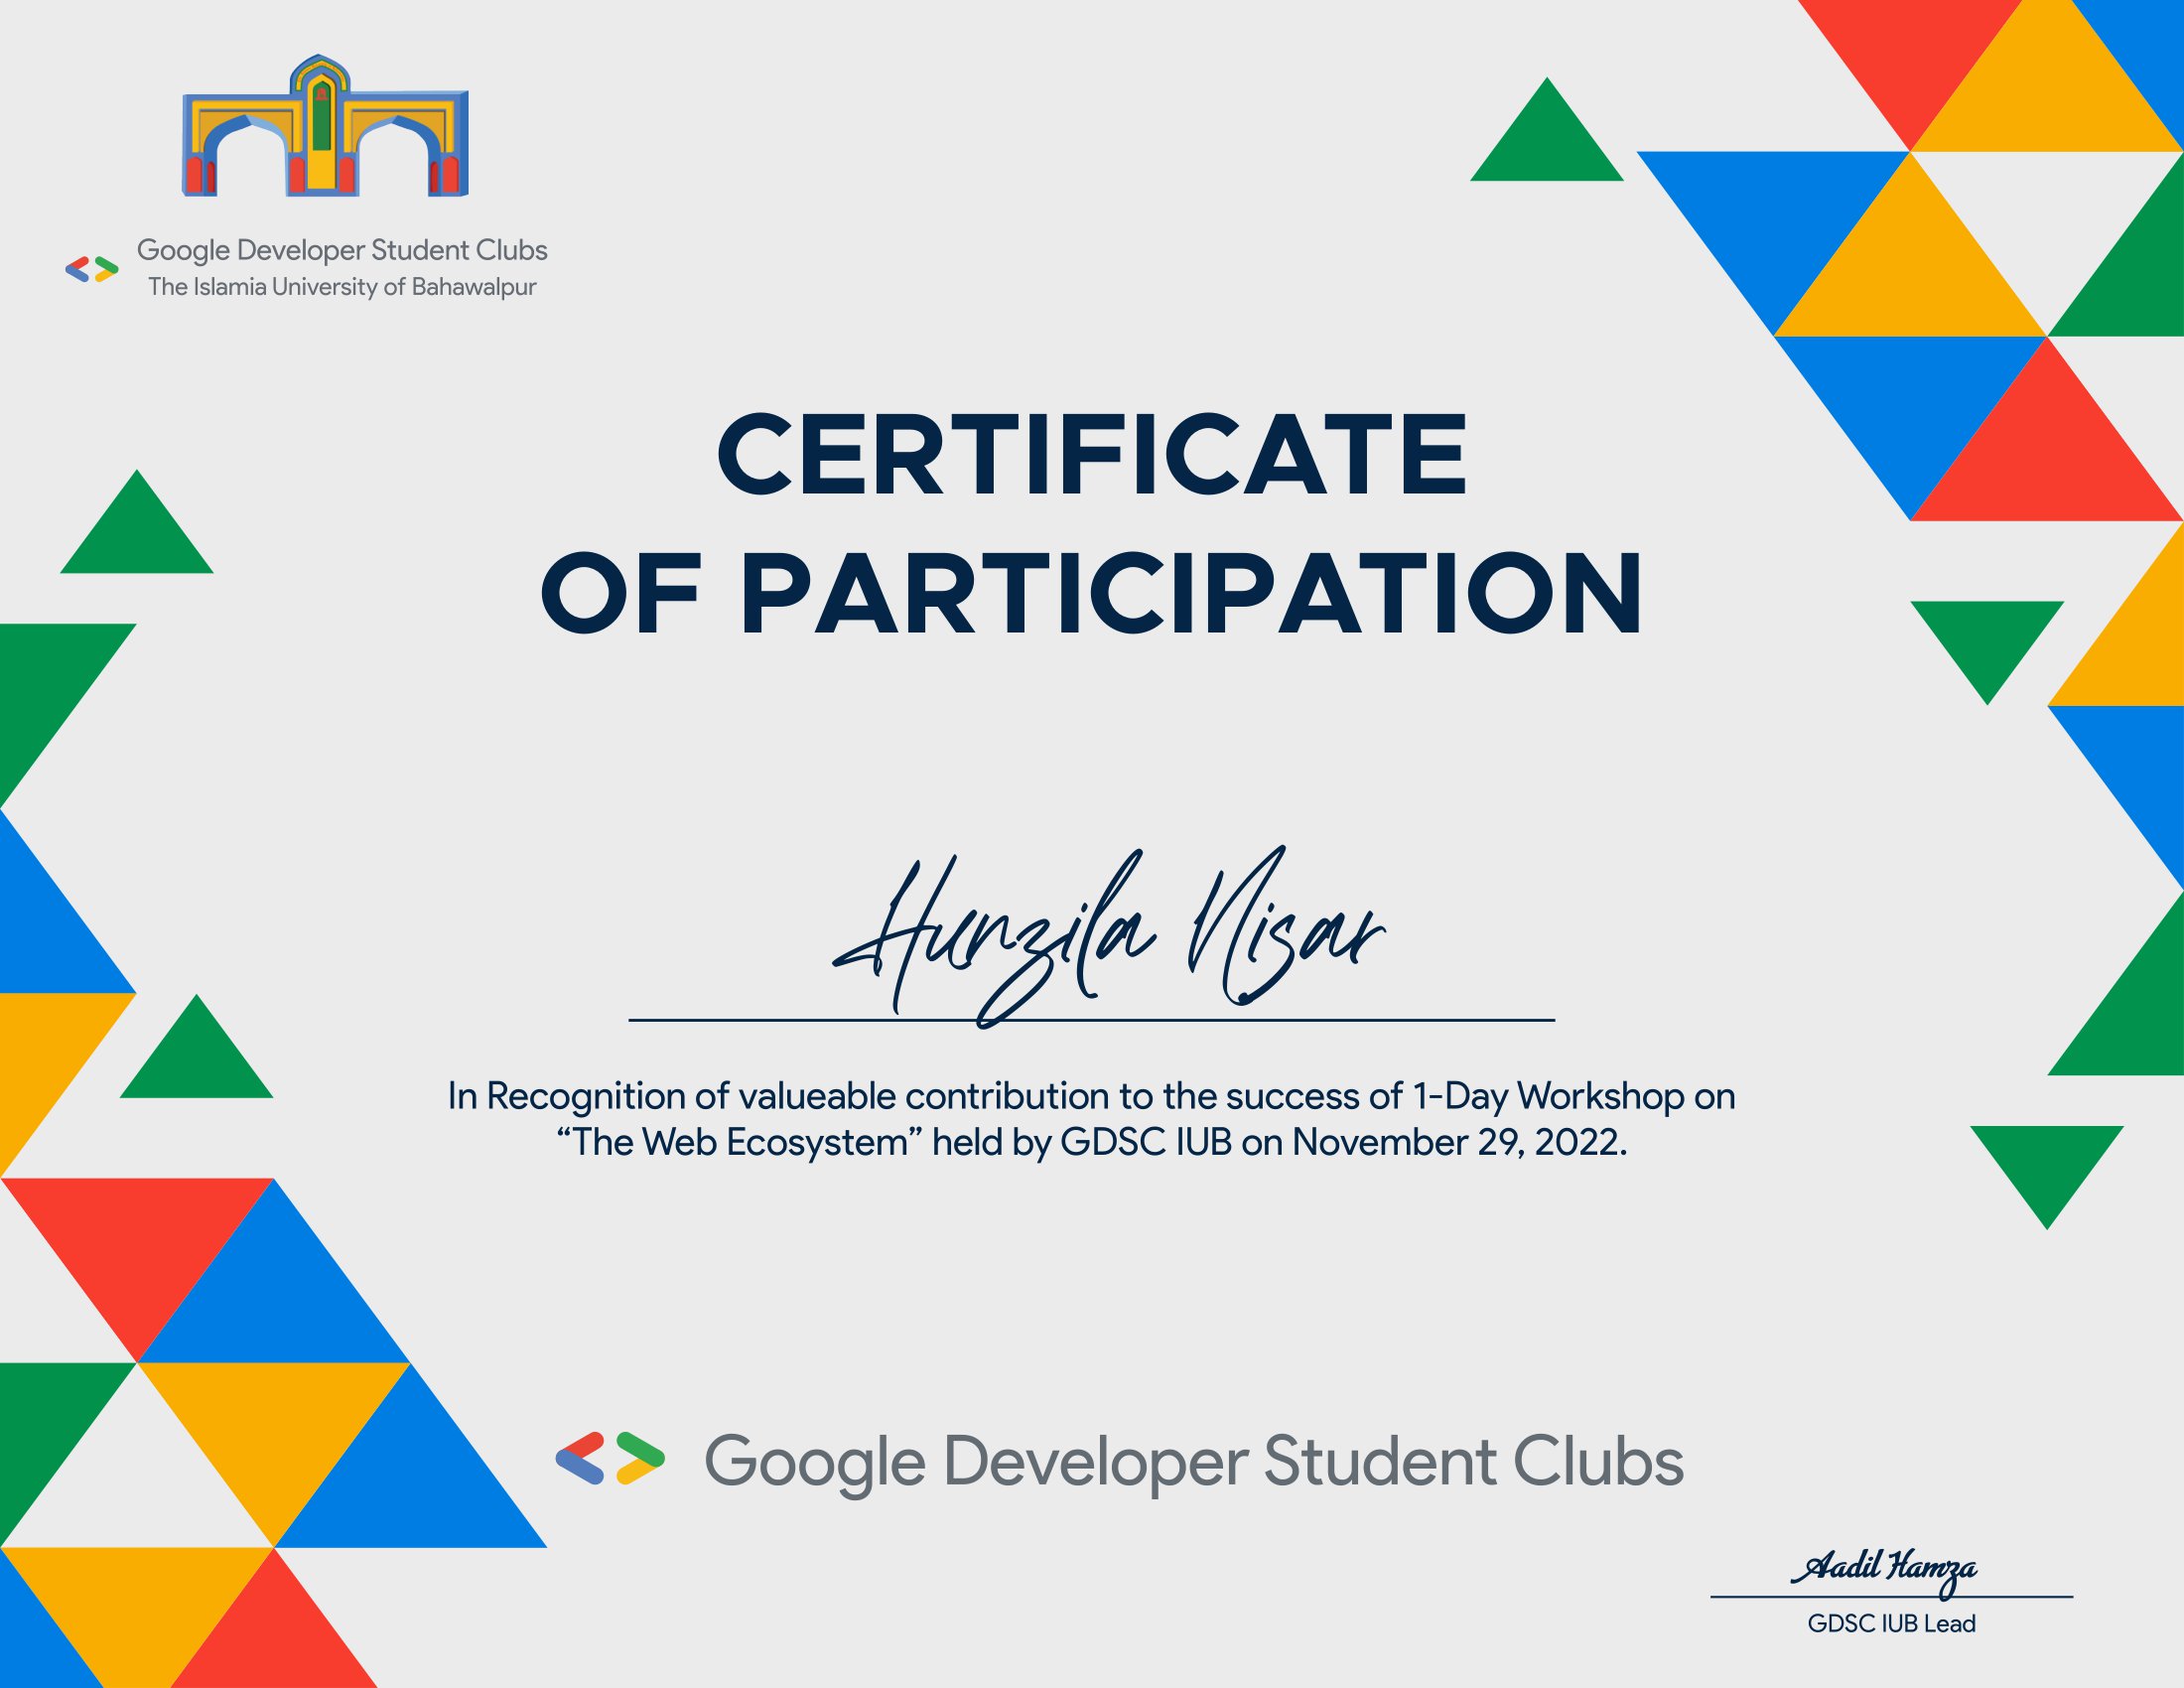 Google Developer Student Clubs
The Islamia University of Bahawalpur
CERTIFICATE
OF PARTICIPATION
Hunzila Nisar
In Recognition of valueable contribution to the success of 1-Day Workshop on
“The Web Ecosystem” held by GDSC IUB on November 29, 2022.
Google Developer Student Clubs
Aadil Hamza
GDSC IUB Lead